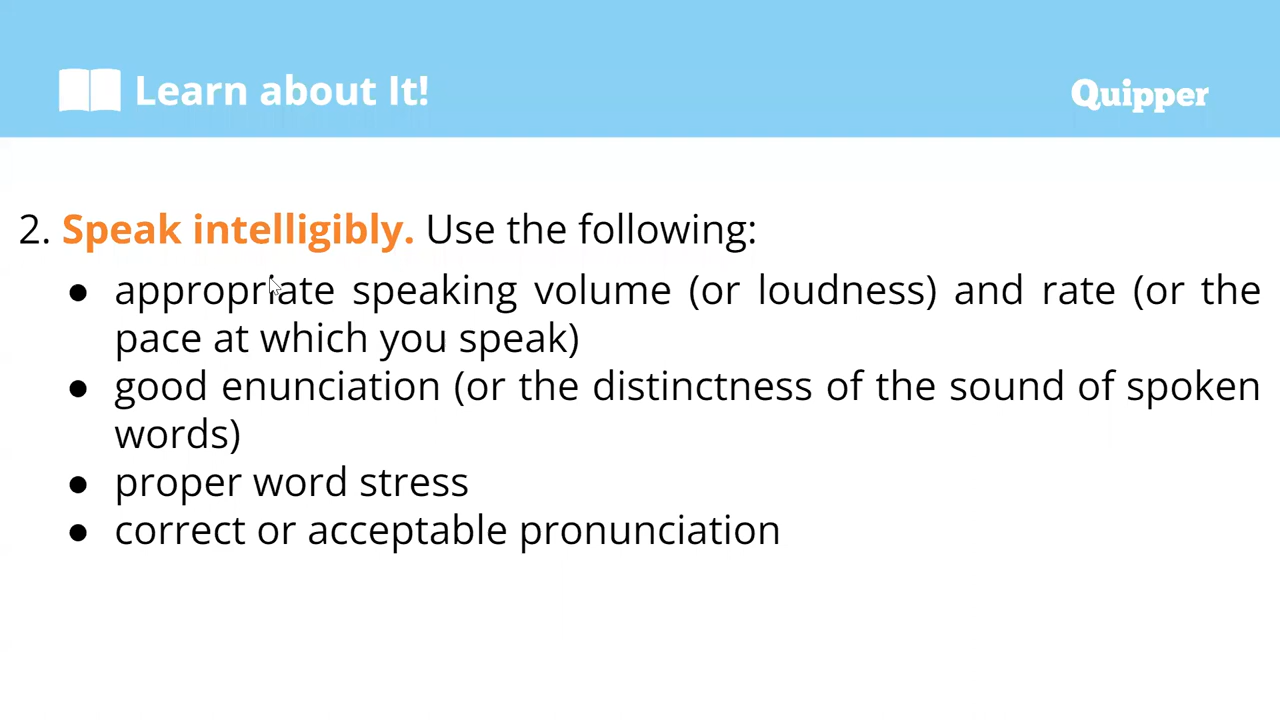 Learn about It!
Quipper
2. Speak intelligibly. Use the following:
● appropriate speaking volume (or loudness) and rate (or the
pace at which you speak)
● good enunciation (or the distinctness of the sound of spoken
words)
● proper word stress
● correct or acceptable pronunciation